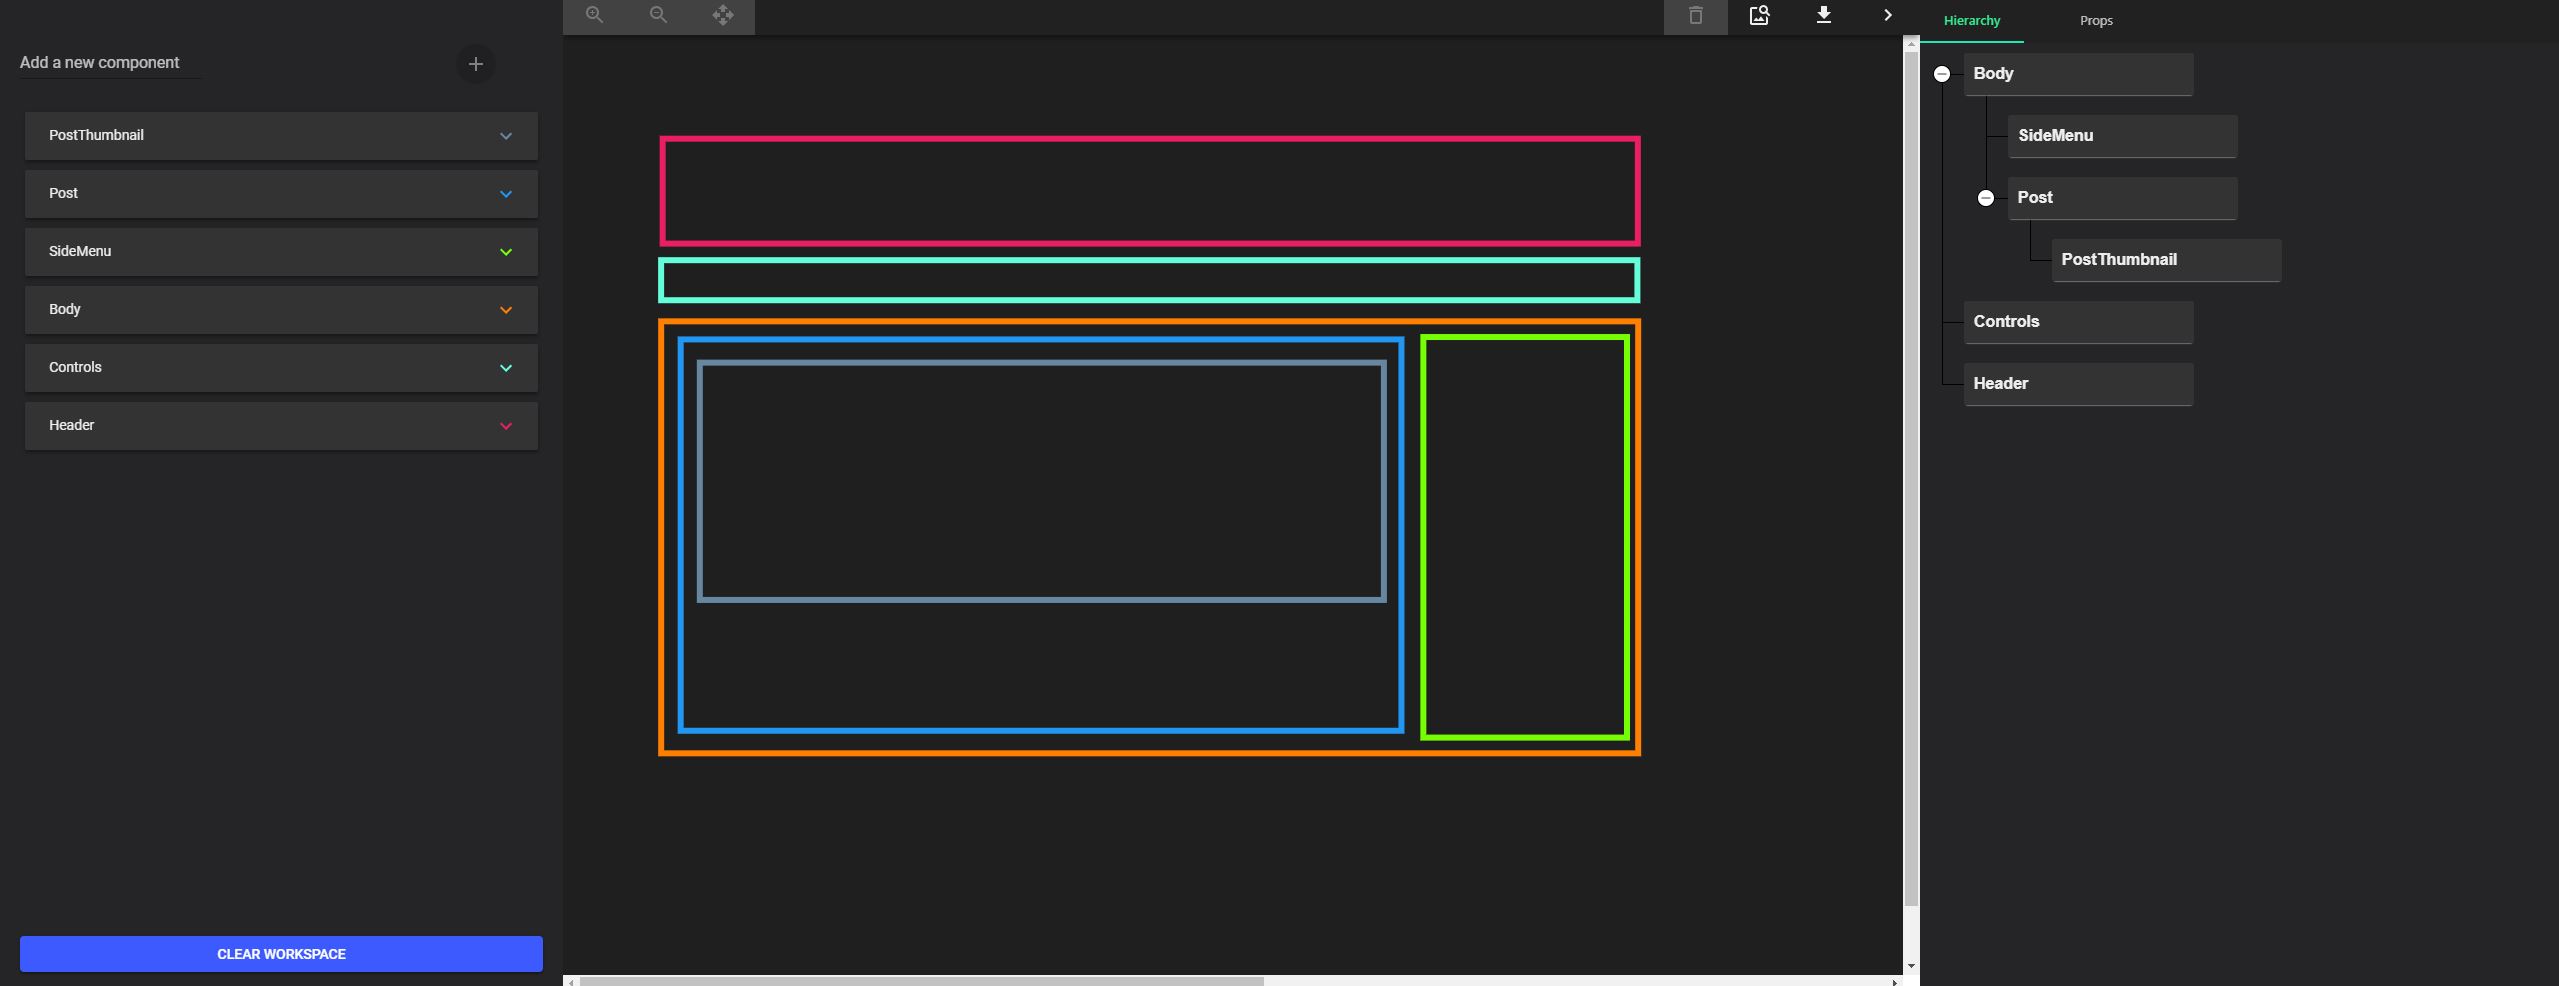 Add a new component
PostThumbnail
Post
SideMenu
Body
Controls
Header
CLEAR WORKSPACE
Hierarchy
Props
Body
SideMenu
Post
PostThumbnail
Controls
Header